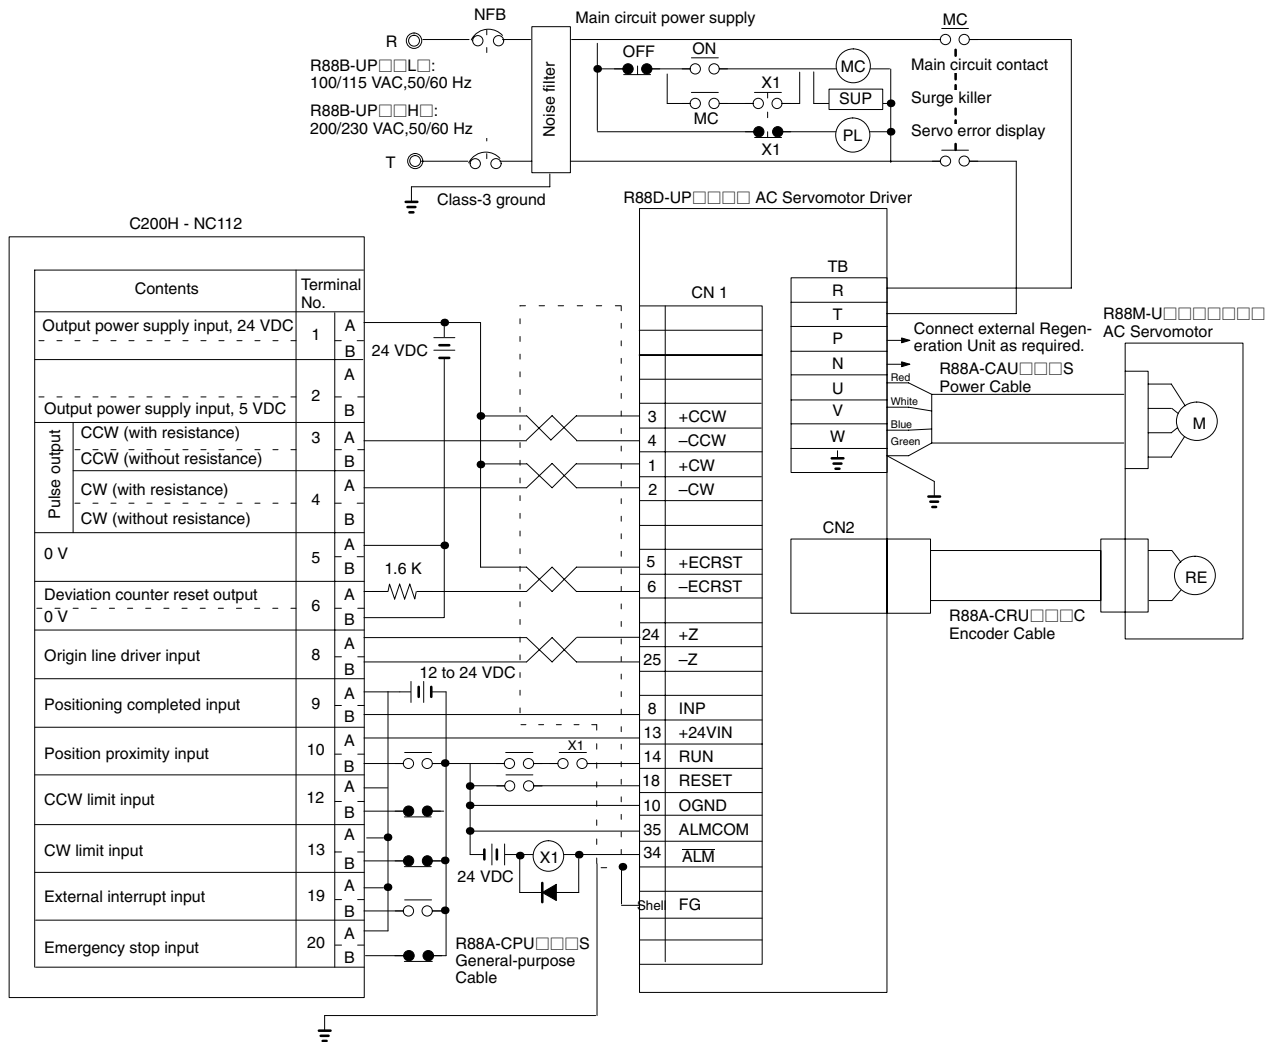 NFB
Main circuit power supply
MC
R
OFF
ON
R88B-UP□□L□:
100/115 VAC,50/60 Hz
MC
Main circuit contact
X1
Noise filter
SUP
Surge killer
R88B-UP□□H□:
200/230 VAC,50/60 Hz
MC
PL
Servo error display
X1
T
Class-3 ground
R88D-UP□□□□ AC Servomotor Driver
C200H - NC112
TB
Contents
Terminal
No.
CN 1
R
T
P
N
U
V
W
Connect external Regen-
eration Unit as required.
R88M-U□□□□□□□
AC Servomotor
R88A-CAU□□□S
Power Cable
Red
White
Blue
Green
M
Output power supply input, 24 VDC
1
A
B
24 VDC
2
A
Output power supply input, 5 VDC
B
Pulse output
CCW (with resistance)
3
A
CCW (without resistance)
B
CW (with resistance)
4
A
CW (without resistance)
B
0 V
5
A
B
1.6 K
Deviation counter reset output
6
A
0 V
B
Origin line driver input
8
A
B
12 to 24 VDC
Positioning completed input
9
A
B
Position proximity input
10
A
B
X1
CCW limit input
12
A
B
CW limit input
13
A
B
24 VDC
X1
External interrupt input
19
A
B
Emergency stop input
20
A
B
R88A-CPU□□□S
General-purpose
Cable
3 +CCW
4 –CCW
1 +CW
2 –CW
5 +ECRST
6 –ECRST
24 +Z
25 –Z
8 INP
13 +24VIN
14 RUN
18 RESET
10 OGND
35 ALMCOM
34 ALM
Shell FG
CN2
RE
R88A-CRU□□□C
Encoder Cable